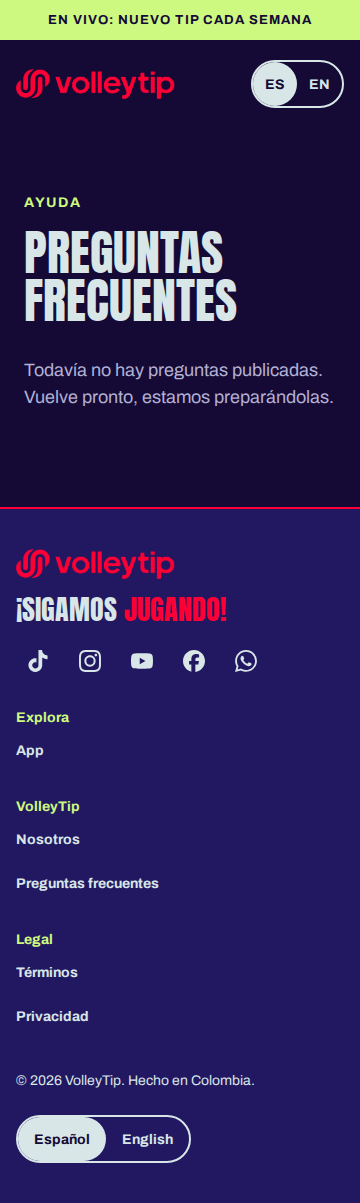 EN VIVO: NUEVO TIP CADA SEMANA
volleytip
ES EN
AYUDA
PREGUNTAS
FRECUENTES
Todavía no hay preguntas publicadas.
Vuelve pronto, estamos preparándolas.
volleytip
¡SIGAMOS JUGANDO!
Explora
App
VolleyTip
Nosotros
Preguntas frecuentes
Legal
Términos
Privacidad
© 2026 VolleyTip. Hecho en Colombia.
Español English